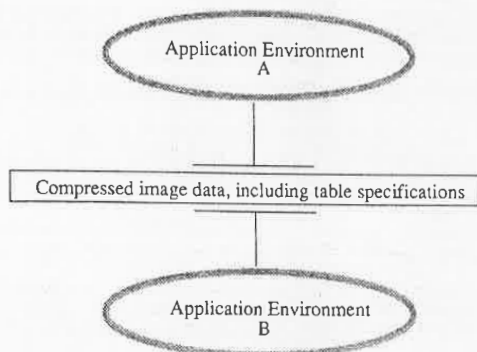 Application Environment
A
Compressed image data, including table specifications
Application Environment
B